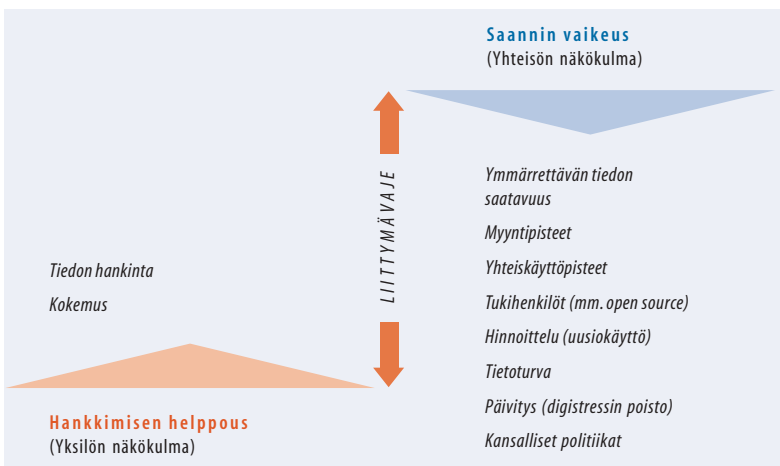 Saannin vaikeus
(Yhteisön näkökulma)
LIITTYMÄVAJE
Ymmärrettävän tiedon
saatavuus
Myyntipisteet
Yhteiskäyttöpisteet
Tukihenkilöt (mm. open source)
Hinnoittelu (uusiokäyttö)
Tietoturva
Päivitys (digistressin poisto)
Kansalliset politiikat
Tiedon hankinta
Kokemus
Hankkimisen helppous
(Yksilön näkökulma)